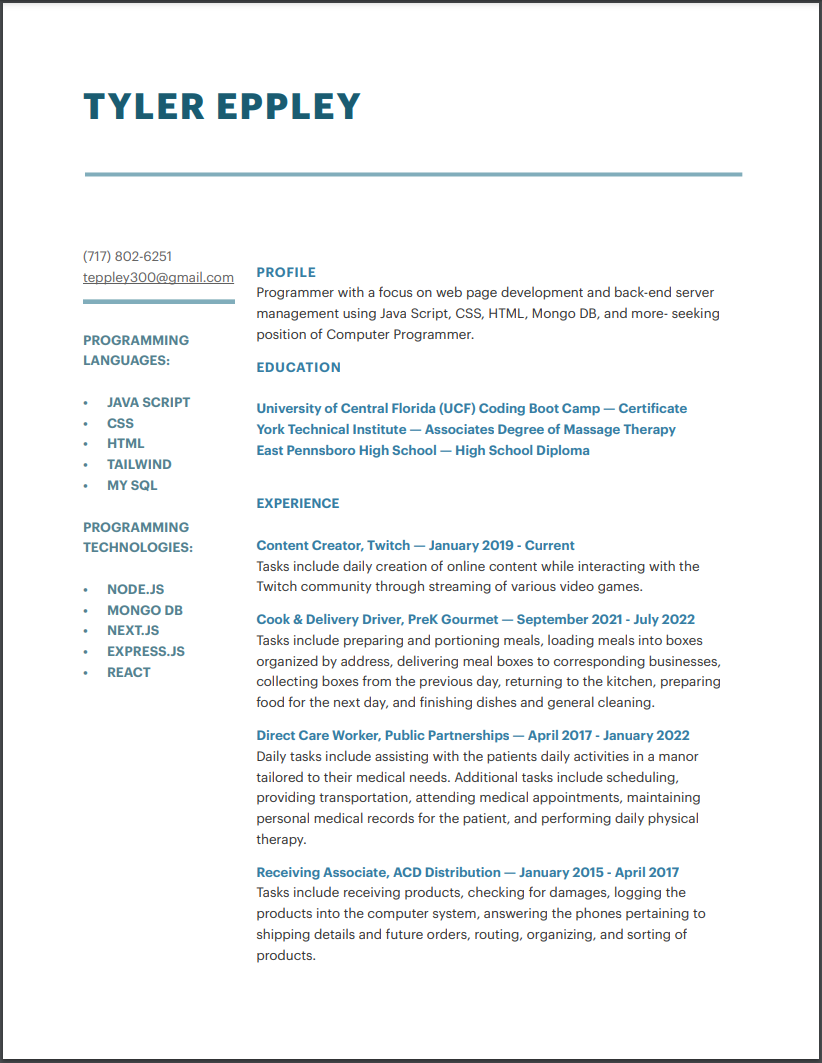 TYLER EPPLEY
(717) 802-6251
teppley300@gmail.com
PROGRAMMING
LANGUAGES:
• JAVA SCRIPT
• CSS
• HTML
• TAILWIND
• MY SQL
PROGRAMMING
TECHNOLOGIES:
• NODE.JS
• MONGO DB
• NEXT.JS
• EXPRESS.JS
• REACT
PROFILE
Programmer with a focus on web page development and back-end server
management using Java Script, CSS, HTML, Mongo DB, and more- seeking
position of Computer Programmer.
EDUCATION
University of Central Florida (UCF) Coding Boot Camp — Certificate
York Technical Institute — Associates Degree of Massage Therapy
East Pennsboro High School — High School Diploma
EXPERIENCE
Content Creator, Twitch — January 2019 - Current
Tasks include daily creation of online content while interacting with the
Twitch community through streaming of various video games.
Cook & Delivery Driver, PreK Gourmet — September 2021 - July 2022
Tasks include preparing and portioning meals, loading meals into boxes
organized by address, delivering meal boxes to corresponding businesses,
collecting boxes from the previous day, returning to the kitchen, preparing
food for the next day, and finishing dishes and general cleaning.
Direct Care Worker, Public Partnerships — April 2017 - January 2022
Daily tasks include assisting with the patients daily activities in a manor
tailored to their medical needs. Additional tasks include scheduling,
providing transportation, attending medical appointments, maintaining
personal medical records for the patient, and performing daily physical
therapy.
Receiving Associate, ACD Distribution — January 2015 - April 2017
Tasks include receiving products, checking for damages, logging the
products into the computer system, answering the phones pertaining to
shipping details and future orders, routing, organizing, and sorting of
products.